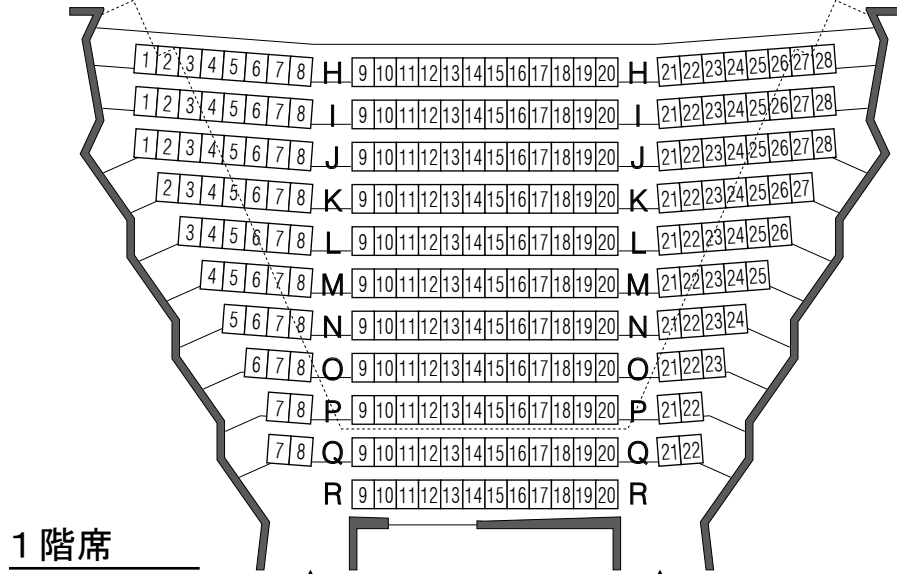 1 2 3 4 5 6 7 8 H 9 10 11 12 13 14 15 16 17 18 19 20 H 21 22 23 24 25 26 27 28
1 2 3 4 5 6 7 8 I 9 10 11 12 13 14 15 16 17 18 19 20 I 21 22 23 24 25 26 27 28
1 2 3 4 5 6 7 8 J 9 10 11 12 13 14 15 16 17 18 19 20 J 21 22 23 24 25 26 27 28
2 3 4 5 6 7 8 K 9 10 11 12 13 14 15 16 17 18 19 20 K 21 22 23 24 25 26 27
3 4 5 6 7 8 L 9 10 11 12 13 14 15 16 17 18 19 20 L 21 22 23 24 25 26
4 5 6 7 8 M 9 10 11 12 13 14 15 16 17 18 19 20 M 21 22 23 24 25
5 6 7 8 N 9 10 11 12 13 14 15 16 17 18 19 20 N 21 22 23 24
6 7 8 O 9 10 11 12 13 14 15 16 17 18 19 20 O 21 22 23
7 8 P 9 10 11 12 13 14 15 16 17 18 19 20 P 21 22
7 8 Q 9 10 11 12 13 14 15 16 17 18 19 20 Q 21 22
R 9 10 11 12 13 14 15 16 17 18 19 20 R
1階席